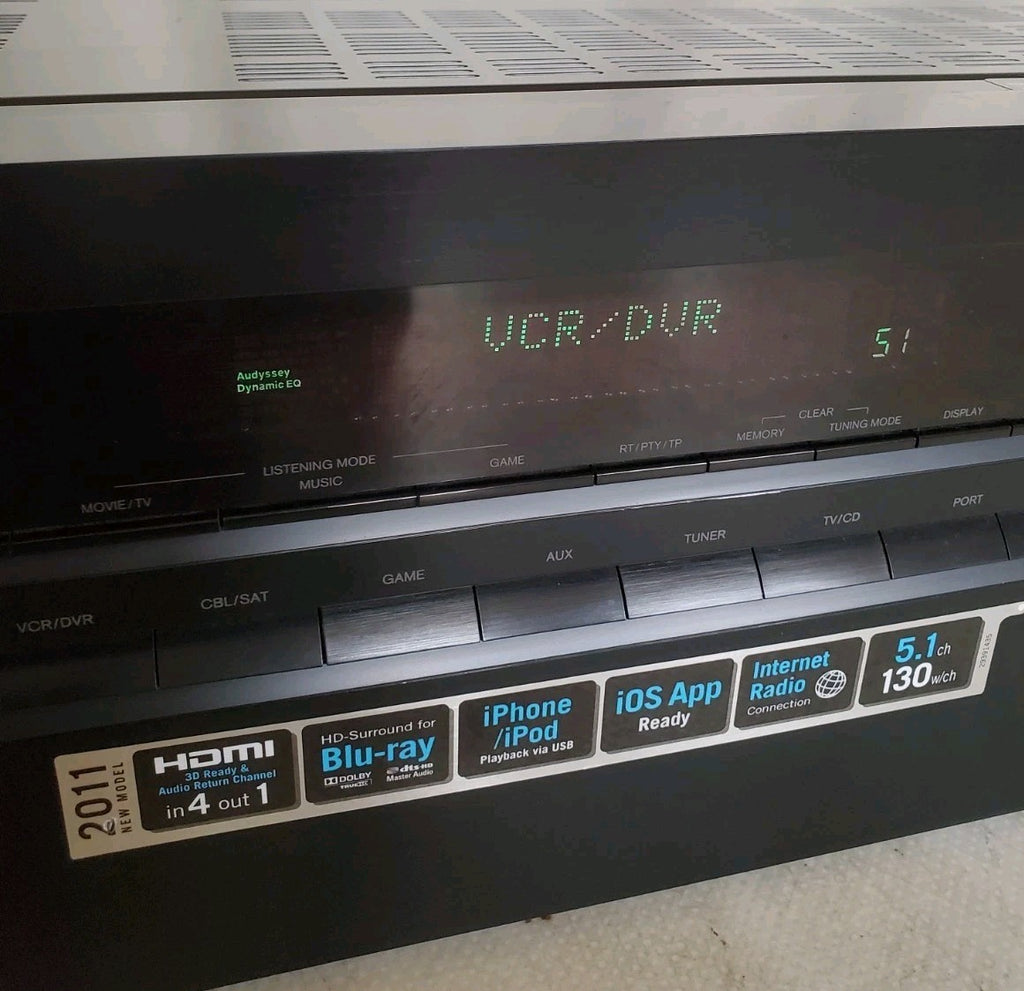 VCR/DVR
51
Audyssey
Dynamic EQ
CLEAR
MOVIE/TV
LISTENING MODE
MUSIC
GAME
RT/PTY/TP
MEMORY
TUNING MODE
DISPLAY
VCR/DVR
CBL/SAT
GAME
AUX
TUNER
TV/CD
PORT
2011
NEW MODEL
HDMI
3D Ready &
Audio Return Channel
in 4 out 1
HD-Surround for
Blu-ray
DOLBY
TRUEHD
dts-HD
Master Audio
iPhone
/iPod
Playback via USB
iOS App
Ready
Internet
Radio
Connection
5.1ch
130w/ch